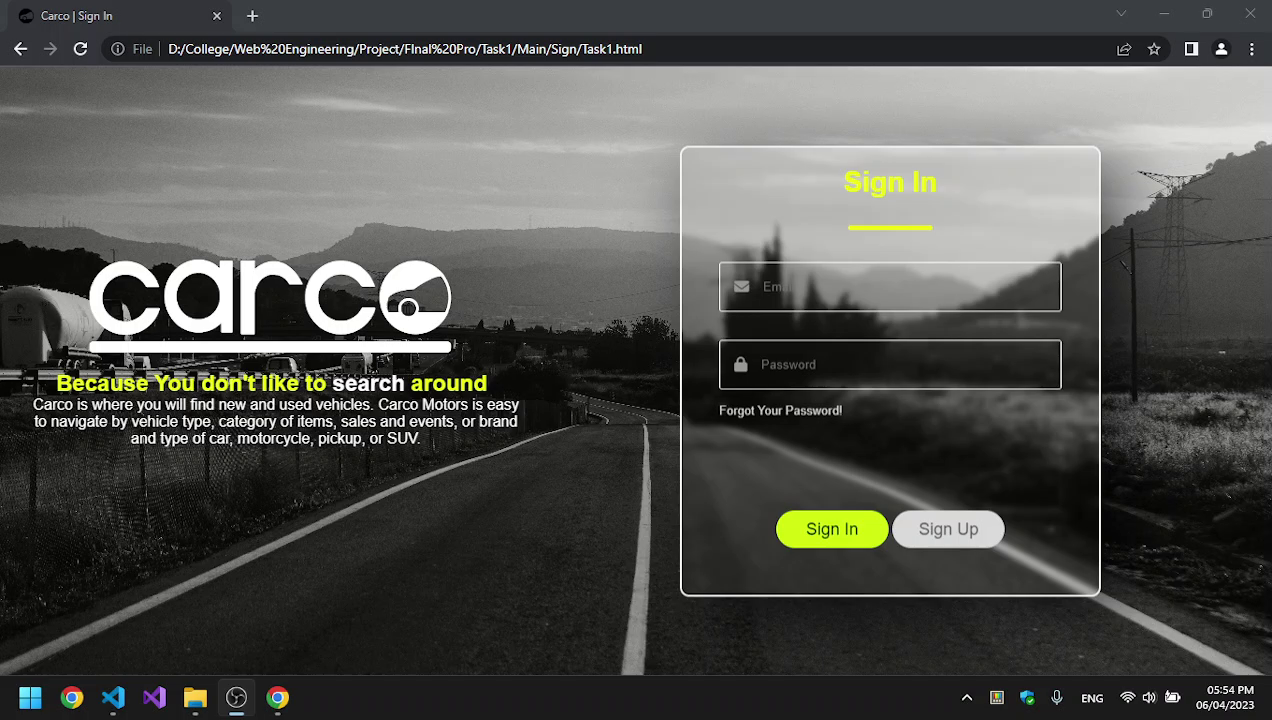 Carco | Sign In
File
D:/College/Web%20Engineering/Project/FInal%20Pro/Task1/Main/Sign/Task1.html
carco
Because You don't like to search around
Carco is where you will find new and used vehicles. Carco Motors is easy
to navigate by vehicle type, category of items, sales and events, or brand
and type of car, motorcycle, pickup, or SUV.
Sign In
Email
Password
Forgot Your Password!
Sign In
Sign Up
ENG
05:54 PM
06/04/2023